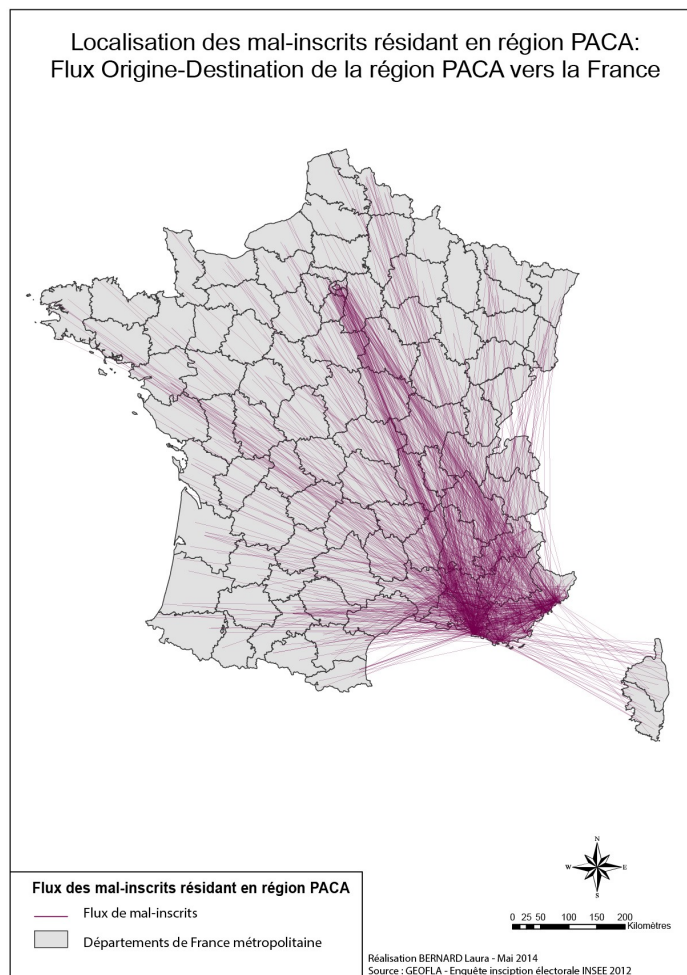 Localisation des mal-inscrits résidant en région PACA:
Flux Origine-Destination de la région PACA vers la France
N
W
E
S
Flux des mal-inscrits résidant en région PACA
Flux de mal-inscrits
Départements de France métropolitaine
0 25 50 100 150 200
Kilomètres
Réalisation BERNARD Laura - Mai 2014
Source : GEOFLA - Enquête insciption électorale INSEE 2012